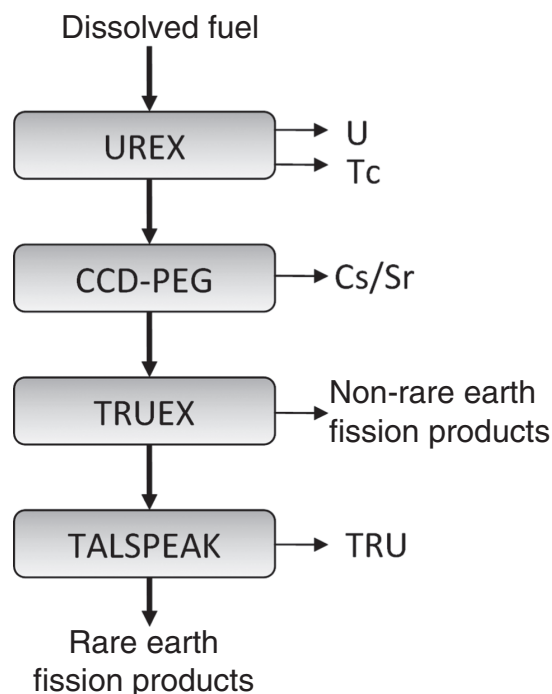 Dissolved fuel
UREX
U
Tc
CCD-PEG
Cs/Sr
TRUEX
Non-rare earth
fission products
TALSPEAK
TRU
Rare earth
fission products